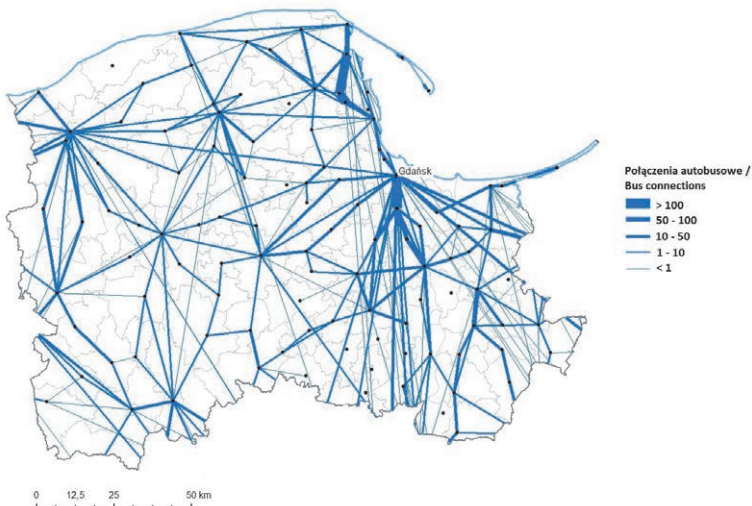 Gdańsk
Połączenia autobusowe /
Bus connections
> 100
50 - 100
10 - 50
1 - 10
< 1
0 12,5 25 50 km